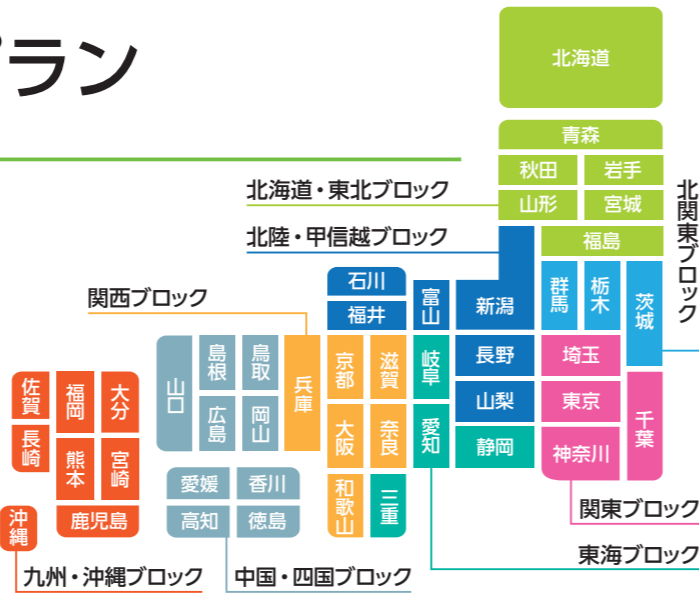 プラン
北海道
青森
秋田
岩手
山形
宮城
福島
北海道・東北ブロック
北陸・甲信越ブロック
北関東ブロック
関西ブロック
石川
福井
富山
新潟
群馬
栃木
茨城
長野
山梨
静岡
埼玉
東京
神奈川
千葉
岐阜
愛知
三重
京都
滋賀
兵庫
大阪
奈良
和歌山
島根
鳥取
山口
広島
岡山
愛媛
香川
高知
徳島
佐賀
福岡
大分
長崎
熊本
宮崎
鹿児島
沖縄
関東ブロック
東海ブロック
中国・四国ブロック
九州・沖縄ブロック